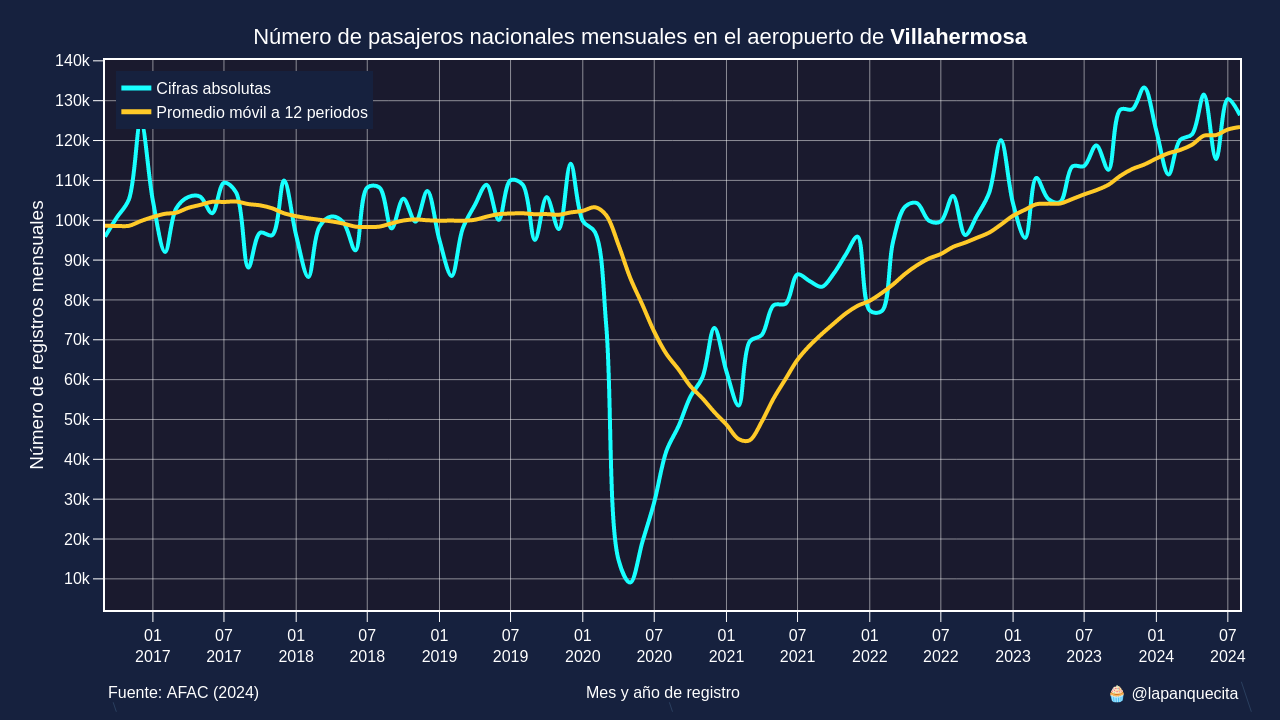 Número de pasajeros nacionales mensuales en el aeropuerto de Villahermosa
140k
130k
120k
110k
100k
90k
80k
70k
60k
50k
40k
30k
20k
10k
Número de registros mensuales
Cifras absolutas
Promedio móvil a 12 periodos
01 07 01 07 01 07 01 07 01 07 01 07 01 07 01 07
2017 2017 2018 2018 2019 2019 2020 2020 2021 2021 2022 2022 2023 2023 2024 2024
Fuente: AFAC (2024) Mes y año de registro 🧁 @lapanquecita